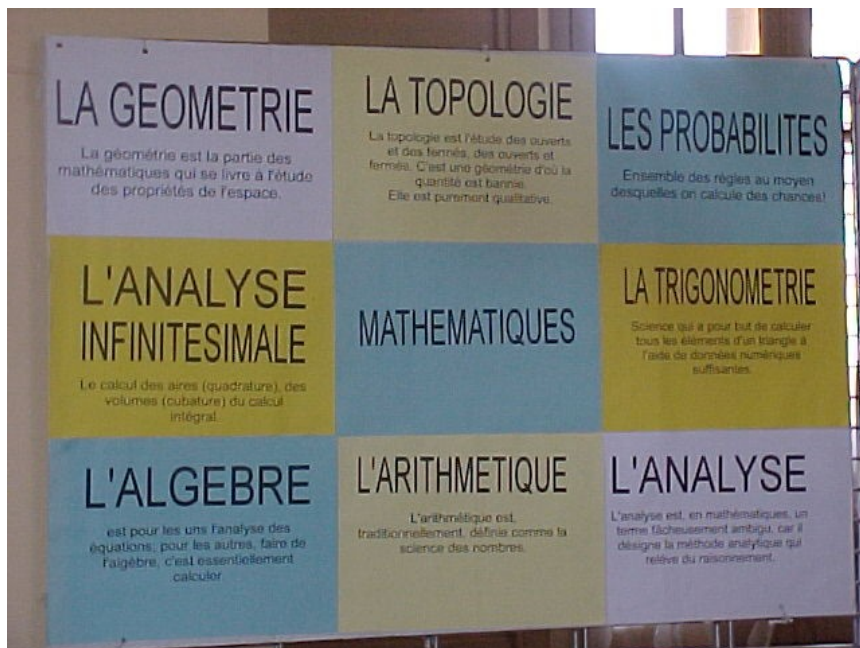 LA GEOMETRIE
La géométrie est la partie des
mathématiques qui se livre à l'étude
des propriétés de l'espace.
LA TOPOLOGIE
La topologie est l'étude des ouverts
et des fermés, des ouverts et
fermés. C'est une géométrie d'où la
quantité est bannie.
Elle est purement qualitative.
LES PROBABILITES
Ensemble des règles au moyen
desquelles on calcule des chances!
L'ANALYSE
INFINITESIMALE
Le calcul des aires (quadrature), des
volumes (cubature) du calcul
intégral.
MATHEMATIQUES
LA TRIGONOMETRIE
Science qui a pour but de calculer
tous les éléments d'un triangle à
l'aide de données numériques
suffisantes.
L'ALGEBRE
est pour les uns l'analyse des
équations; pour les autres, faire de
l'algèbre, c'est essentiellement
calculer
L'ARITHMETIQUE
L'arithmétique est,
traditionnellement, définie comme la
science des nombres.
L'ANALYSE
L'analyse est, en mathématiques, un
terme fâcheusement ambigu, car il
désigne la méthode analytique qui
relève du raisonnement.